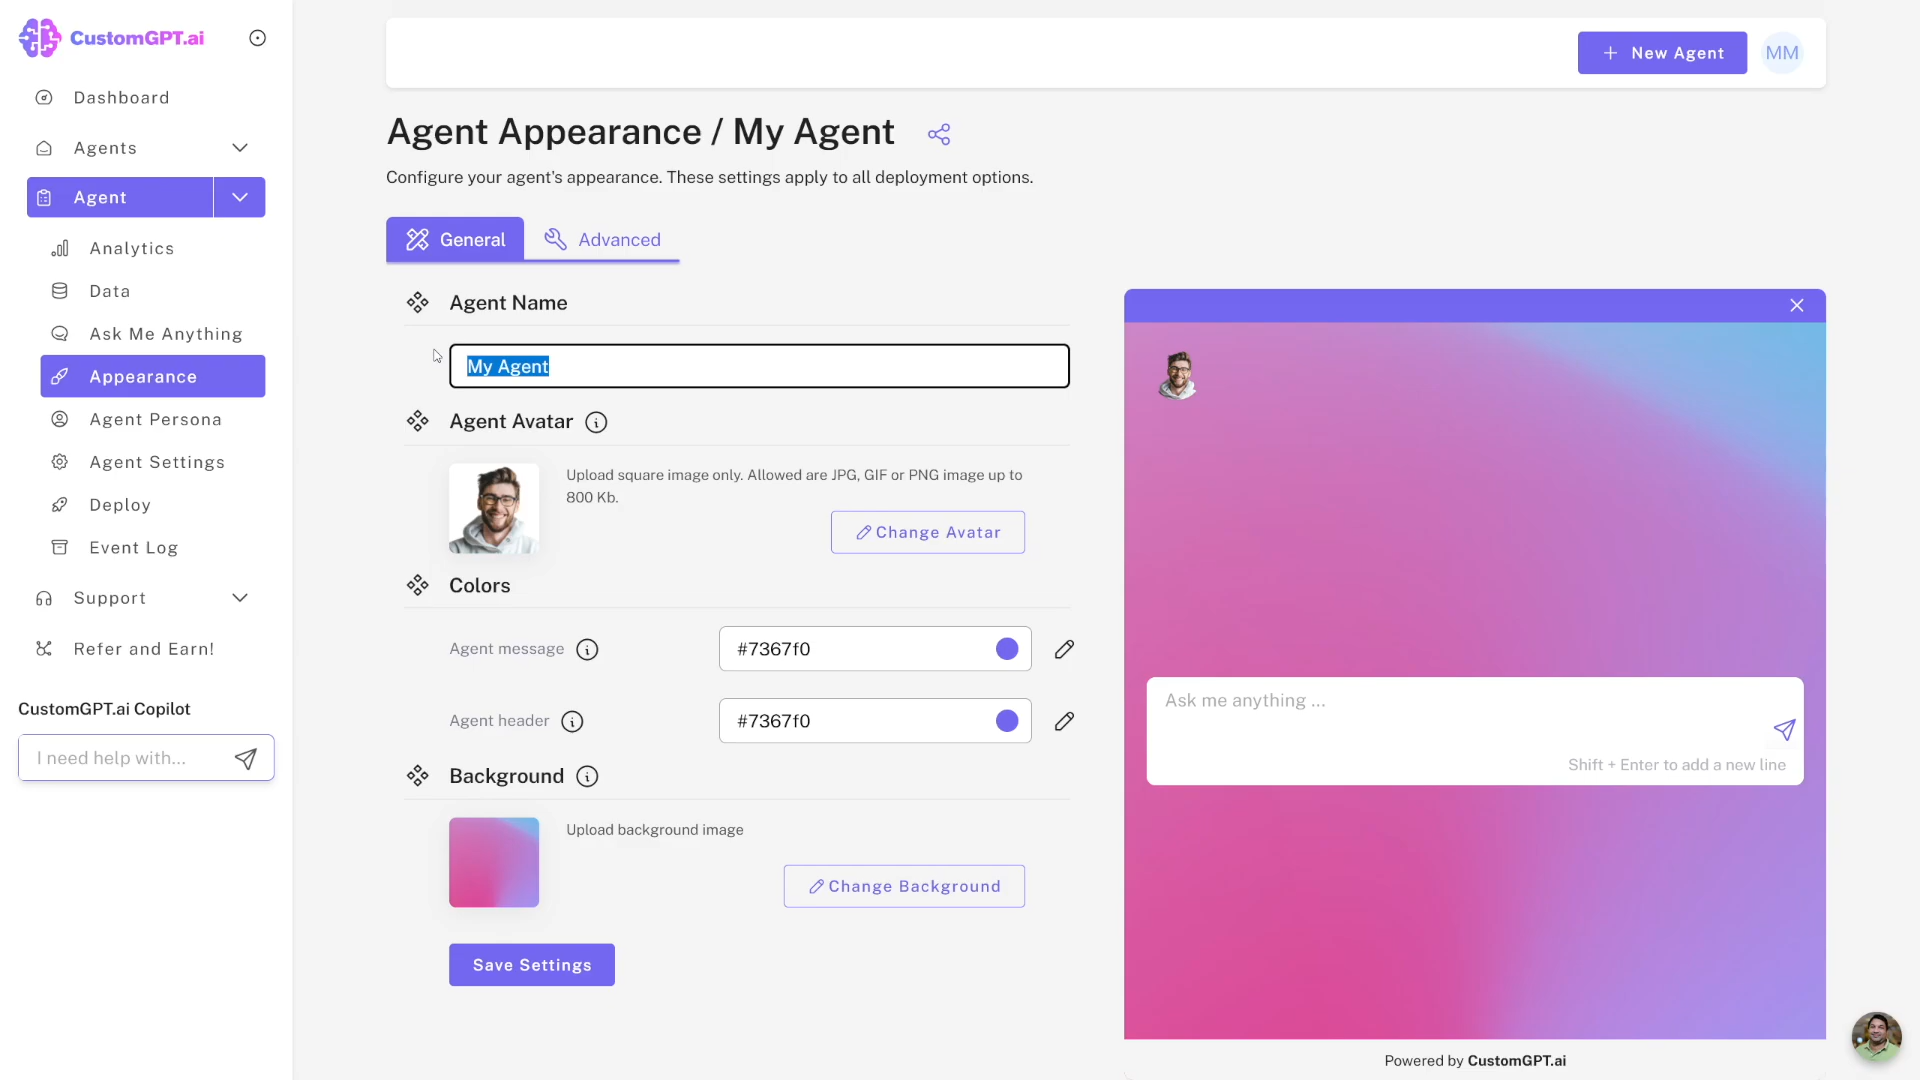 CustomGPT.ai
Dashboard
Agents
Agent
Analytics
Data
Ask Me Anything
Appearance
Agent Persona
Agent Settings
Deploy
Event Log
Support
Refer and Earn!
CustomGPT.ai Copilot
I need help with...
New Agent
MM
Agent Appearance / My Agent
Configure your agent's appearance. These settings apply to all deployment options.
General
Advanced
Agent Name
My Agent
Agent Avatar
Upload square image only. Allowed are JPG, GIF or PNG image up to
800 Kb.
Change Avatar
Colors
Agent message
#7367f0
Agent header
#7367f0
Background
Upload background image
Change Background
Save Settings
Ask me anything ...
Shift + Enter to add a new line
Powered by CustomGPT.ai